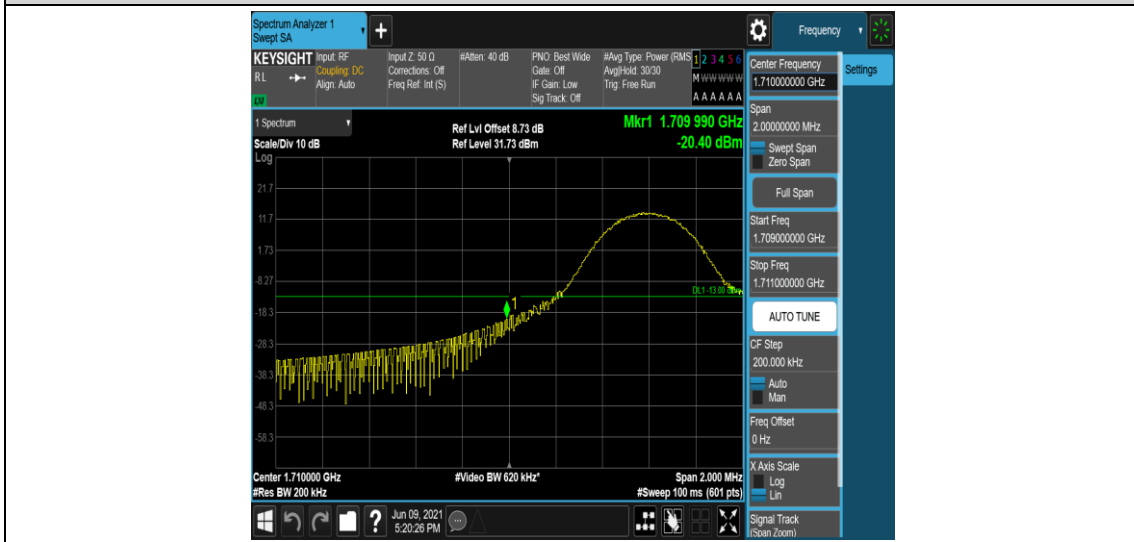 Spectrum Analyzer 1
Swept SA
Frequency
KEYSIGHT
RL
Input: RF
Coupling: DC
Align: Auto
Input Z: 50 Ω
Corrections: Off
Freq Ref: Int (S)
#Atten: 40 dB
PNO: Best Wide
Gate: Off
IF Gain: Low
Sig Track: Off
#Avg Type: Power (RMS
Avg|Hold: 30/30
Trig: Free Run
1 2 3 4 5 6
M W W W W W
A A A A A A
1 Spectrum
Scale/Div 10 dB
Log
Ref Lvl Offset 8.73 dB
Ref Level 31.73 dBm
Mkr1 1.709 990 GHz
-20.40 dBm
21.7
11.7
1.73
-8.27
-18.3
-28.3
-38.3
-48.3
-58.3
DL1 -13.00
1
Center 1.710000 GHz
#Res BW 200 kHz
#Video BW 620 kHz*
Span 2.000 MHz
#Sweep 100 ms (601 pts)
Center Frequency
1.710000000 GHz
Settings
Span
2.00000000 MHz
Swept Span
Zero Span
Full Span
Start Freq
1.709000000 GHz
Stop Freq
1.711000000 GHz
AUTO TUNE
CF Step
200.000 kHz
Auto
Man
Freq Offset
0 Hz
X Axis Scale
Log
Lin
Signal Track
(Span Zoom)
?
Jun 09, 2021
5:20:26 PM